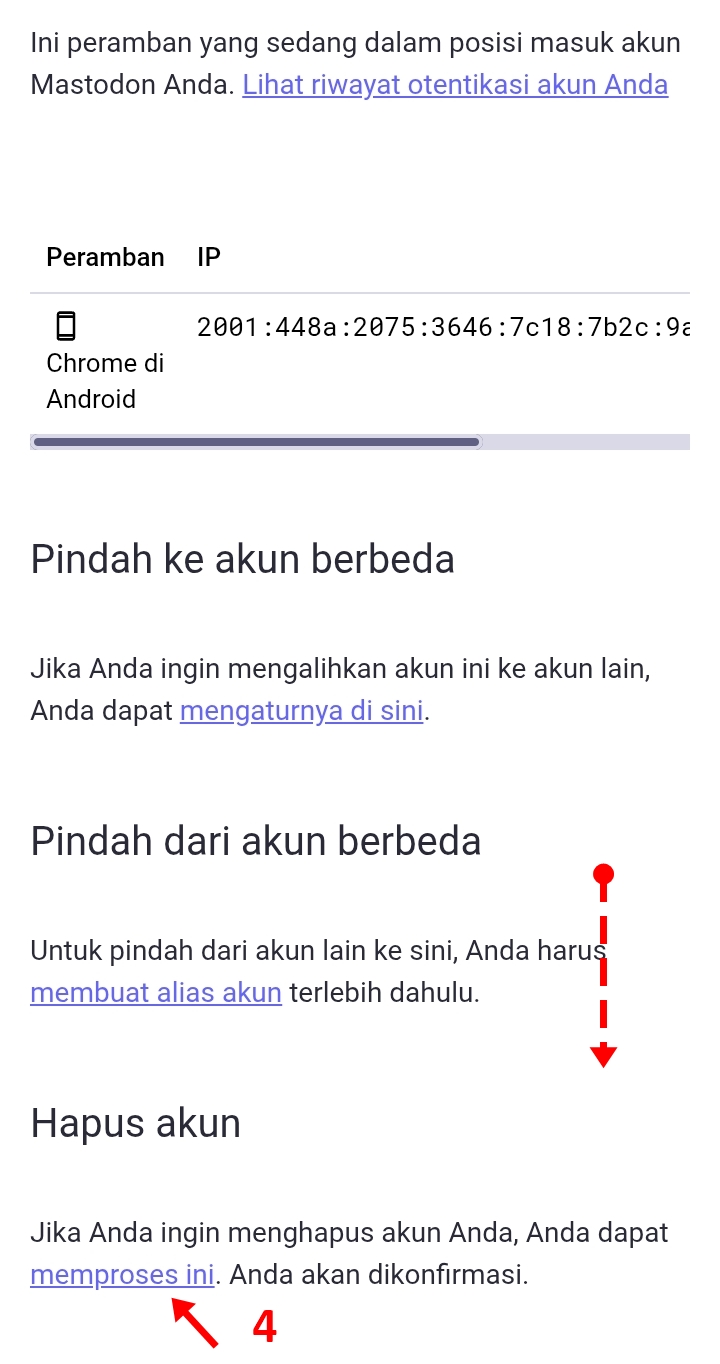 Ini peramban yang sedang dalam posisi masuk akun
Mastodon Anda. Lihat riwayat otentikasi akun Anda
Peramban IP
2001:448a:2075:3646:7c18:7b2c:9a
Chrome di
Android
Pindah ke akun berbeda
Jika Anda ingin mengalihkan akun ini ke akun lain,
Anda dapat mengaturnya di sini.
Pindah dari akun berbeda
Untuk pindah dari akun lain ke sini, Anda harus
membuat alias akun terlebih dahulu.
Hapus akun
Jika Anda ingin menghapus akun Anda, Anda dapat
memproses ini. Anda akan dikonfirmasi.
4